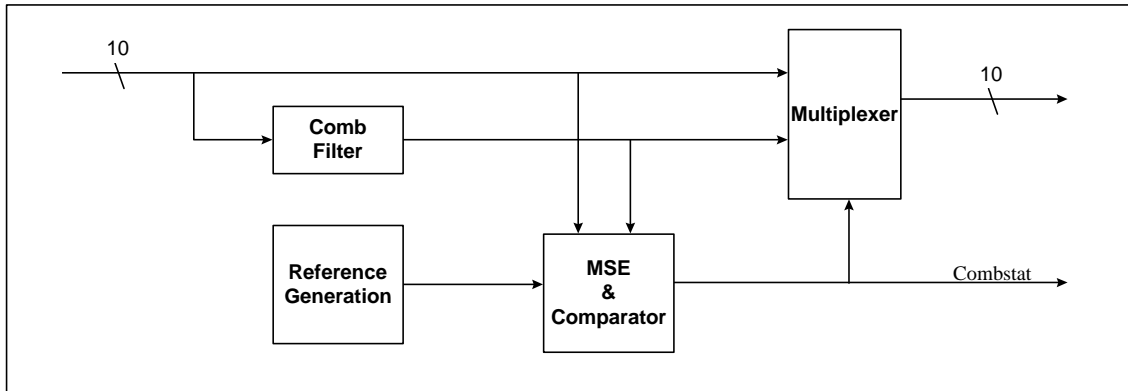 10
Comb
Filter
Multiplexer
10
Reference
Generation
MSE
&
Comparator
Combstat